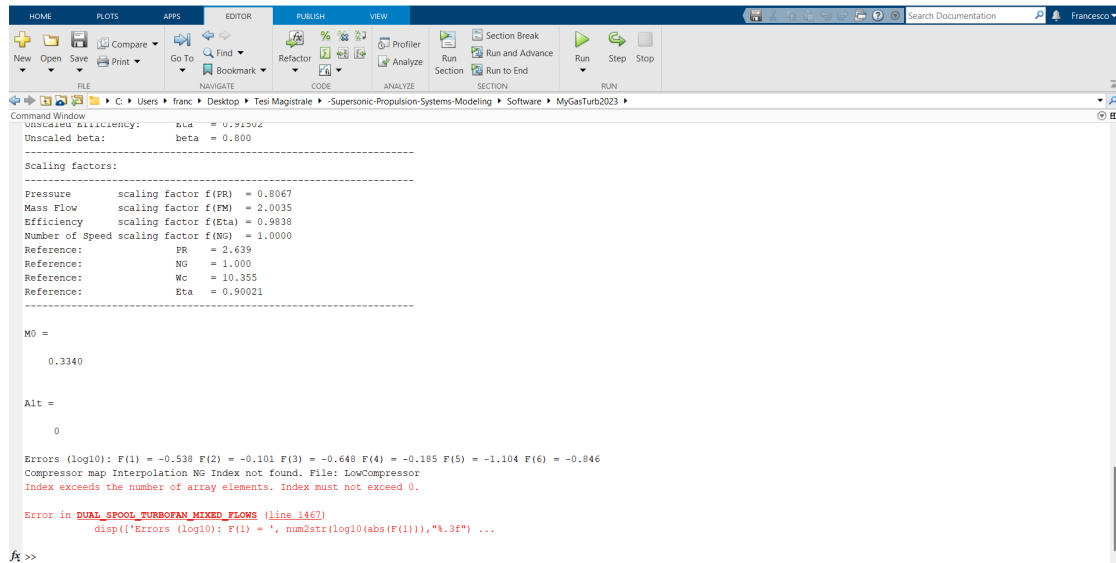 HOME PLOTS APPS EDITOR PUBLISH VIEW Search Documentation Francesco
New Open Save Compare Print Go To Find Bookmark Refactor Profiler Analyze Run Section Section Break Run and Advance Run to End Run Step Stop
FILE NAVIGATE CODE ANALYZE SECTION RUN
C: Users franc Desktop Tesi Magistrale -Supersonic-Propulsion-Systems-Modeling Software MyGasTurb2023
Command Window
Unscaled Efficiency: Eta = 0.91502
Unscaled beta: beta = 0.800
---------------------------------------------------------------
Scaling factors:
---------------------------------------------------------------
Pressure scaling factor f(PR) = 0.8067
Mass Flow scaling factor f(FM) = 2.0035
Efficiency scaling factor f(Eta) = 0.9838
Number of Speed scaling factor f(NG) = 1.0000
Reference: PR = 2.639
Reference: NG = 1.000
Reference: Wc = 10.355
Reference: Eta = 0.90021
---------------------------------------------------------------
M0 =
0.3340
Alt =
0
Errors (log10): F(1) = -0.538 F(2) = -0.101 F(3) = -0.648 F(4) = -0.185 F(5) = -1.104 F(6) = -0.846
Compressor map Interpolation NG Index not found. File: LowCompressor
Index exceeds the number of array elements. Index must not exceed 0.
Error in DUAL_SPOOL_TURBOFAN_MIXED_FLOWS (line 1467)
disp(['Errors (log10): F(1) = ', num2str(log10(abs(F(1))),"%.3f") ...
fx >>